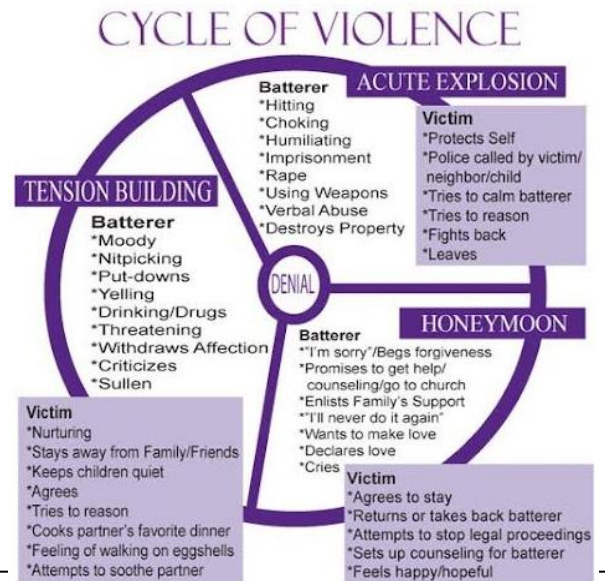 CYCLE OF VIOLENCE
ACUTE EXPLOSION
Batterer
*Hitting
*Choking
*Humiliating
*Imprisonment
*Rape
*Using Weapons
*Verbal Abuse
*Destroys Property
Victim
*Protects Self
*Police called by victim/
neighbor/child
*Tries to calm batterer
*Tries to reason
*Fights back
*Leaves
TENSION BUILDING
Batterer
*Moody
*Nitpicking
*Put-downs
*Yelling
*Drinking/Drugs
*Threatening
*Withdraws Affection
*Criticizes
*Sullen
Victim
*Nurturing
*Stays away from Family/Friends
*Keeps children quiet
*Agrees
*Tries to reason
*Cooks partner's favorite dinner
*Feeling of walking on eggshells
*Attempts to soothe partner
DENIAL
HONEYMOON
Batterer
*"I'm sorry"/Begs forgiveness
*Promises to get help/
counseling/go to church
*Enlists Family's Support
*"I'll never do it again"
*Wants to make love
*Declares love
*Cries
Victim
*Agrees to stay
*Returns or takes back batterer
*Attempts to stop legal proceedings
*Sets up counseling for batterer
*Feels happy/hopeful